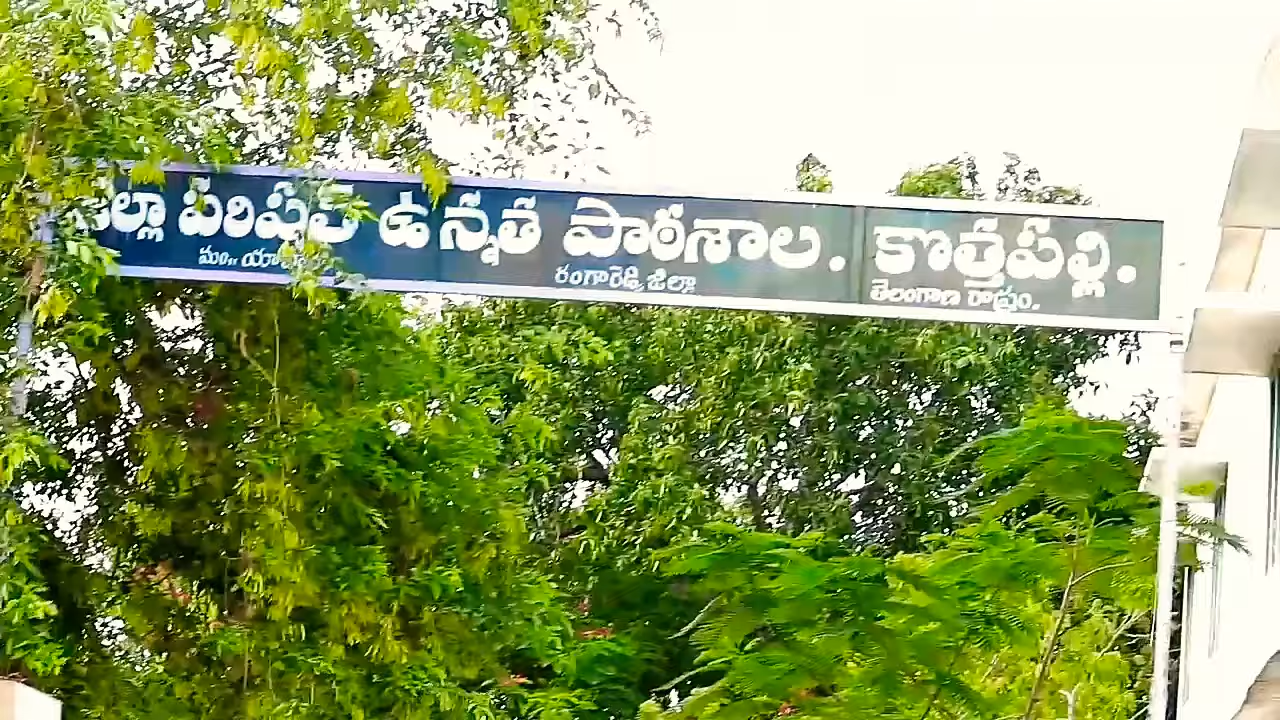 జిల్లా పరిషత్ ఉన్నత పాఠశాల. కొత్తపల్లి.
మం,, రంగారెడ్డి జిల్లా తెలంగాణ రాష్ట్రం.